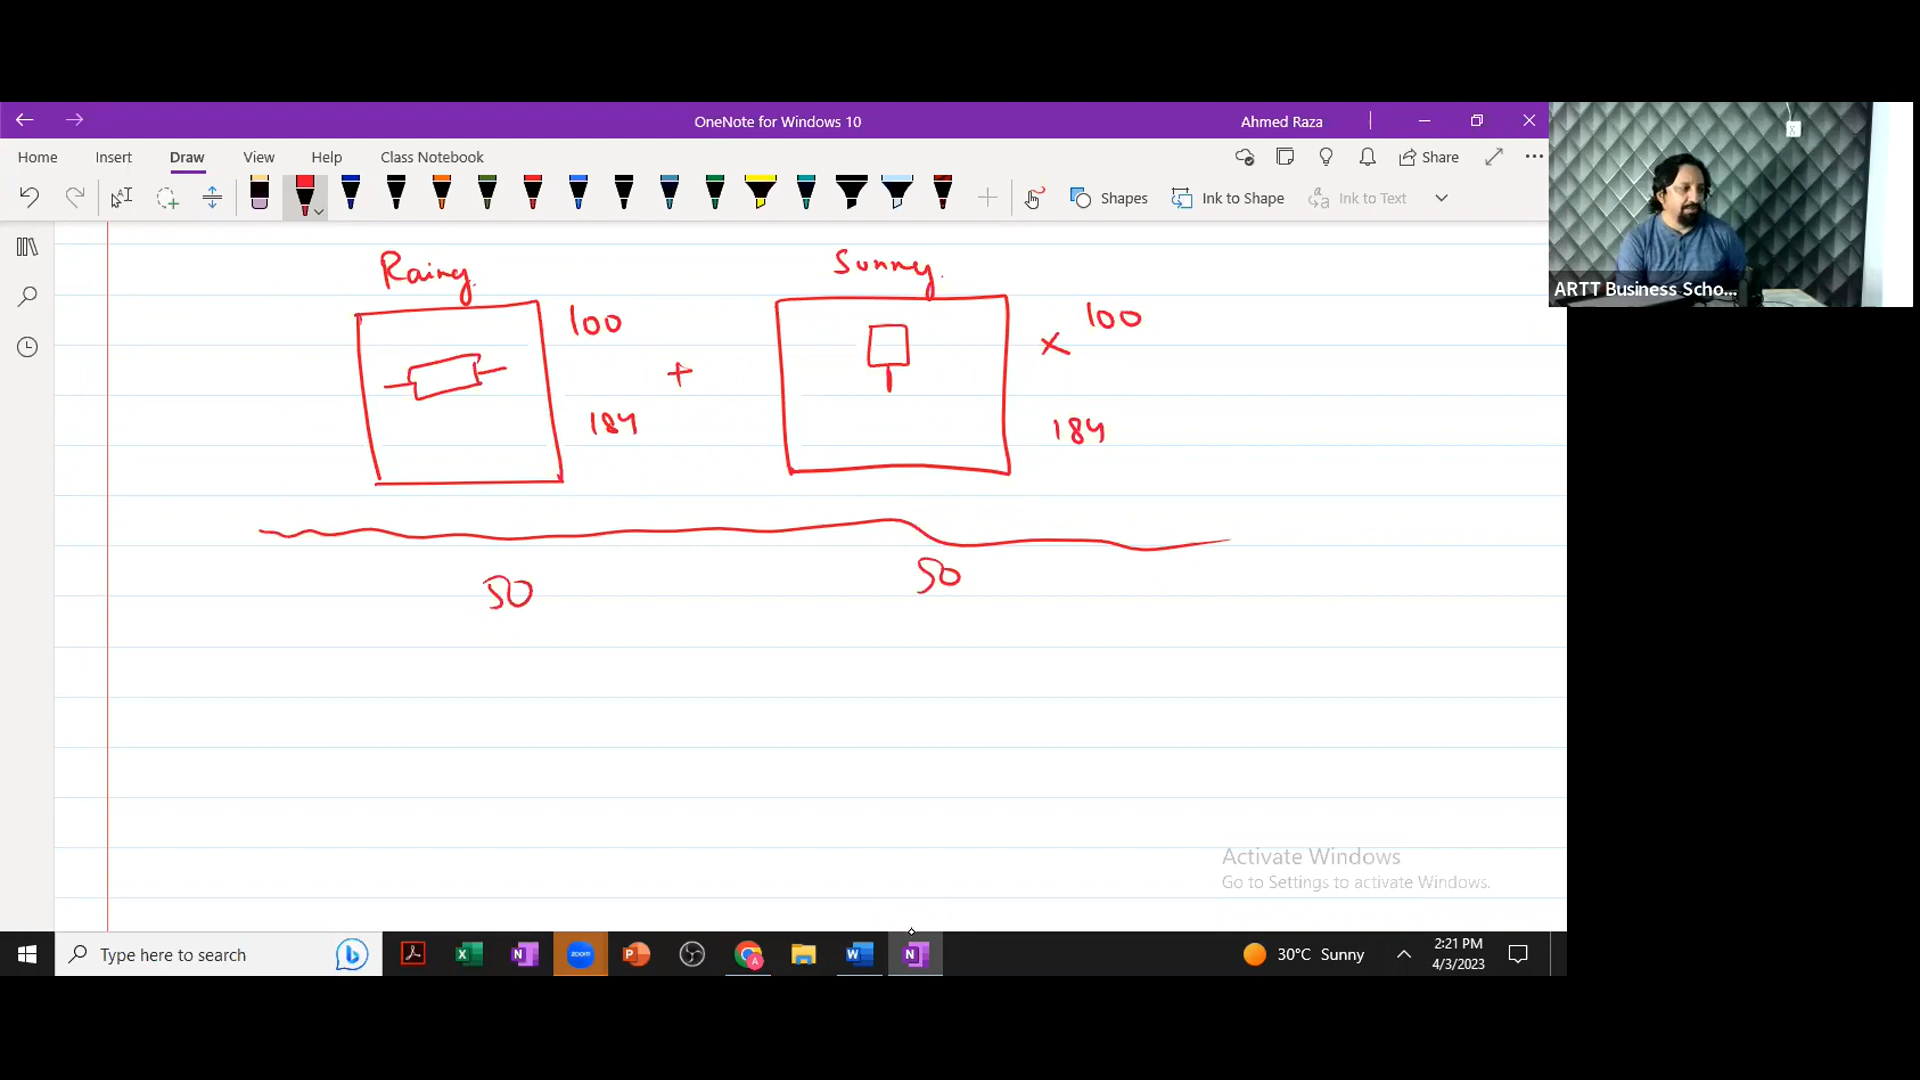 OneNote for Windows 10
Ahmed Raza
Home Insert Draw View Help Class Notebook
Share
Shapes
Ink to Shape
Ink to Text
ARTT Business Scho...
Rainy
Sunny
100
+
× 100
184
184
50
50
Activate Windows
Go to Settings to activate Windows.
Type here to search
zoom
30°C Sunny
2:21 PM
4/3/2023